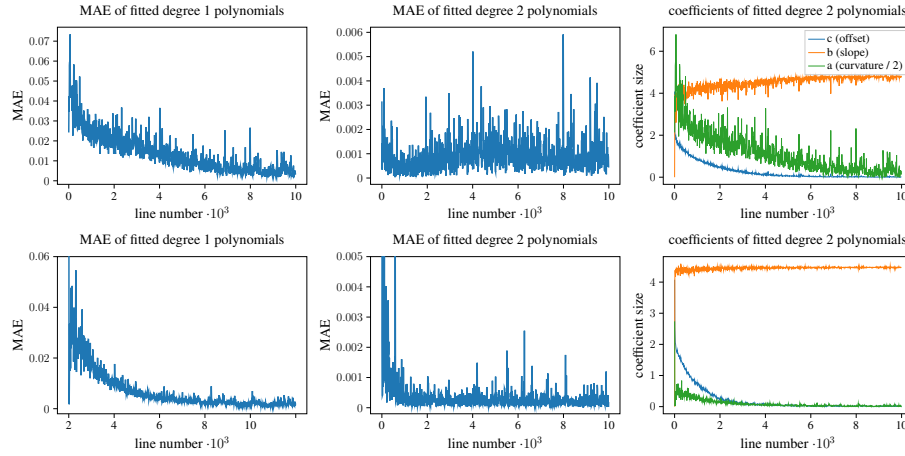 MAE of fitted degree 1 polynomials
MAE
0.07
0.06
0.05
0.04
0.03
0.02
0.01
0
0 2 4 6 8 10
line number ·10³
MAE of fitted degree 2 polynomials
MAE
0.006
0.005
0.004
0.003
0.002
0.001
0
0 2 4 6 8 10
line number ·10³
coefficients of fitted degree 2 polynomials
coefficient size
6
4
2
0
c (offset)
b (slope)
a (curvature / 2)
0 2 4 6 8 10
line number ·10³
MAE of fitted degree 1 polynomials
MAE
0.06
0.04
0.02
0
2 2 4 6 8 10
line number ·10³
MAE of fitted degree 2 polynomials
MAE
0.005
0.004
0.003
0.002
0.001
0
0 2 4 6 8 10
line number ·10³
coefficients of fitted degree 2 polynomials
coefficient size
4
2
0
0 2 4 6 8 10
line number ·10³